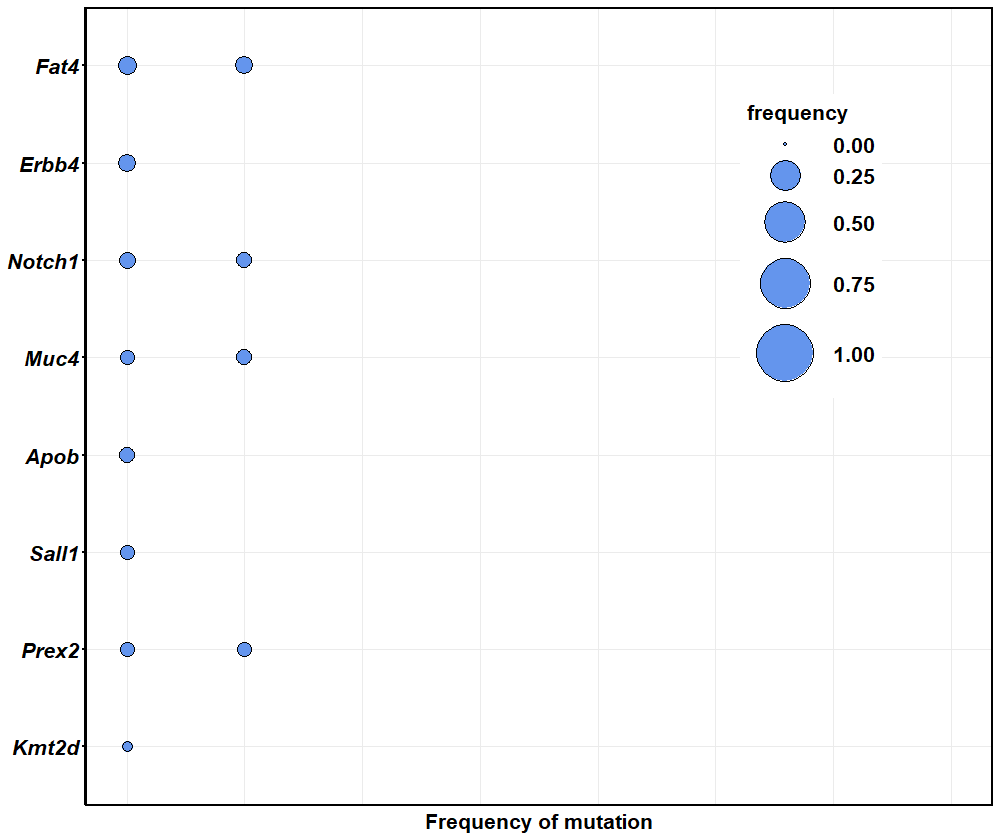 Fat4
Erbb4
Notch1
Muc4
Apob
Sall1
Prex2
Kmt2d
frequency
0.00
0.25
0.50
0.75
1.00
Frequency of mutation